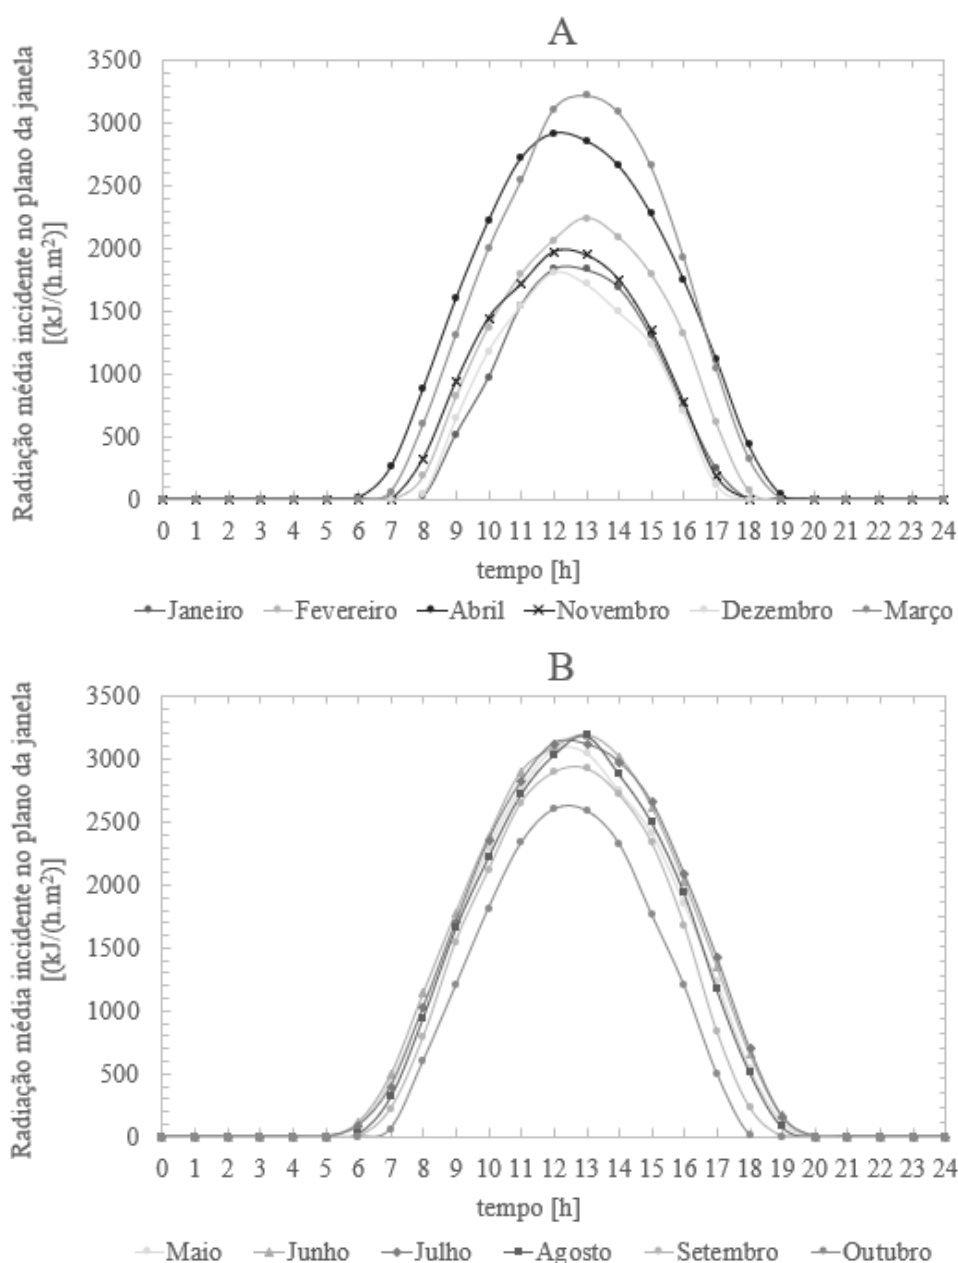 A
Radiação média incidente no plano da janela
[(kJ/(h.m²)]
3500
3000
2500
2000
1500
1000
500
0
0 1 2 3 4 5 6 7 8 9 10 11 12 13 14 15 16 17 18 19 20 21 22 23 24
tempo [h]
Janeiro Fevereiro Abril Novembro Dezembro Março
B
Radiação média incidente no plano da janela
[(kJ/(h.m²)]
3500
3000
2500
2000
1500
1000
500
0
0 1 2 3 4 5 6 7 8 9 10 11 12 13 14 15 16 17 18 19 20 21 22 23 24
tempo [h]
Maio Junho Julho Agosto Setembro Outubro